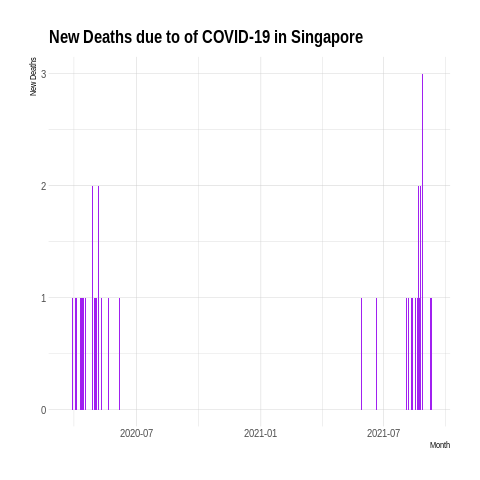 New Deaths due to of COVID-19 in Singapore
New Deaths
3
2
1
0
2020-07
2021-01
2021-07
Month